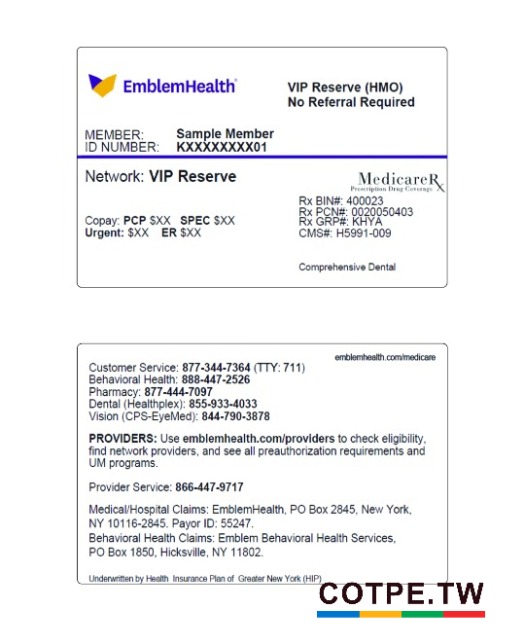 EmblemHealth
VIP Reserve (HMO)
No Referral Required
MEMBER: Sample Member
ID NUMBER: KXXXXXXXX01
Network: VIP Reserve
MedicareRx
Prescription Drug Coverage
Copay: PCP $XX SPEC $XX
Urgent: $XX ER $XX
Rx BIN#: 400023
Rx PCN#: 0020050403
Rx GRP#: KHYA
CMS#: H5991-009
Comprehensive Dental
emblemhealth.com/medicare
Customer Service: 877-344-7364 (TTY: 711)
Behavioral Health: 888-447-2526
Pharmacy: 877-444-7097
Dental (Healthplex): 855-933-4033
Vision (CPS-EyeMed): 844-790-3878
PROVIDERS: Use emblemhealth.com/providers to check eligibility,
find network providers, and see all preauthorization requirements and
UM programs.
Provider Service: 866-447-9717
Medical/Hospital Claims: EmblemHealth, PO Box 2845, New York,
NY 10116-2845. Payor ID: 55247.
Behavioral Health Claims: Emblem Behavioral Health Services,
PO Box 1850, Hicksville, NY 11802.
Underwritten by Health Insurance Plan of Greater New York (HIP)
COTPE.TW